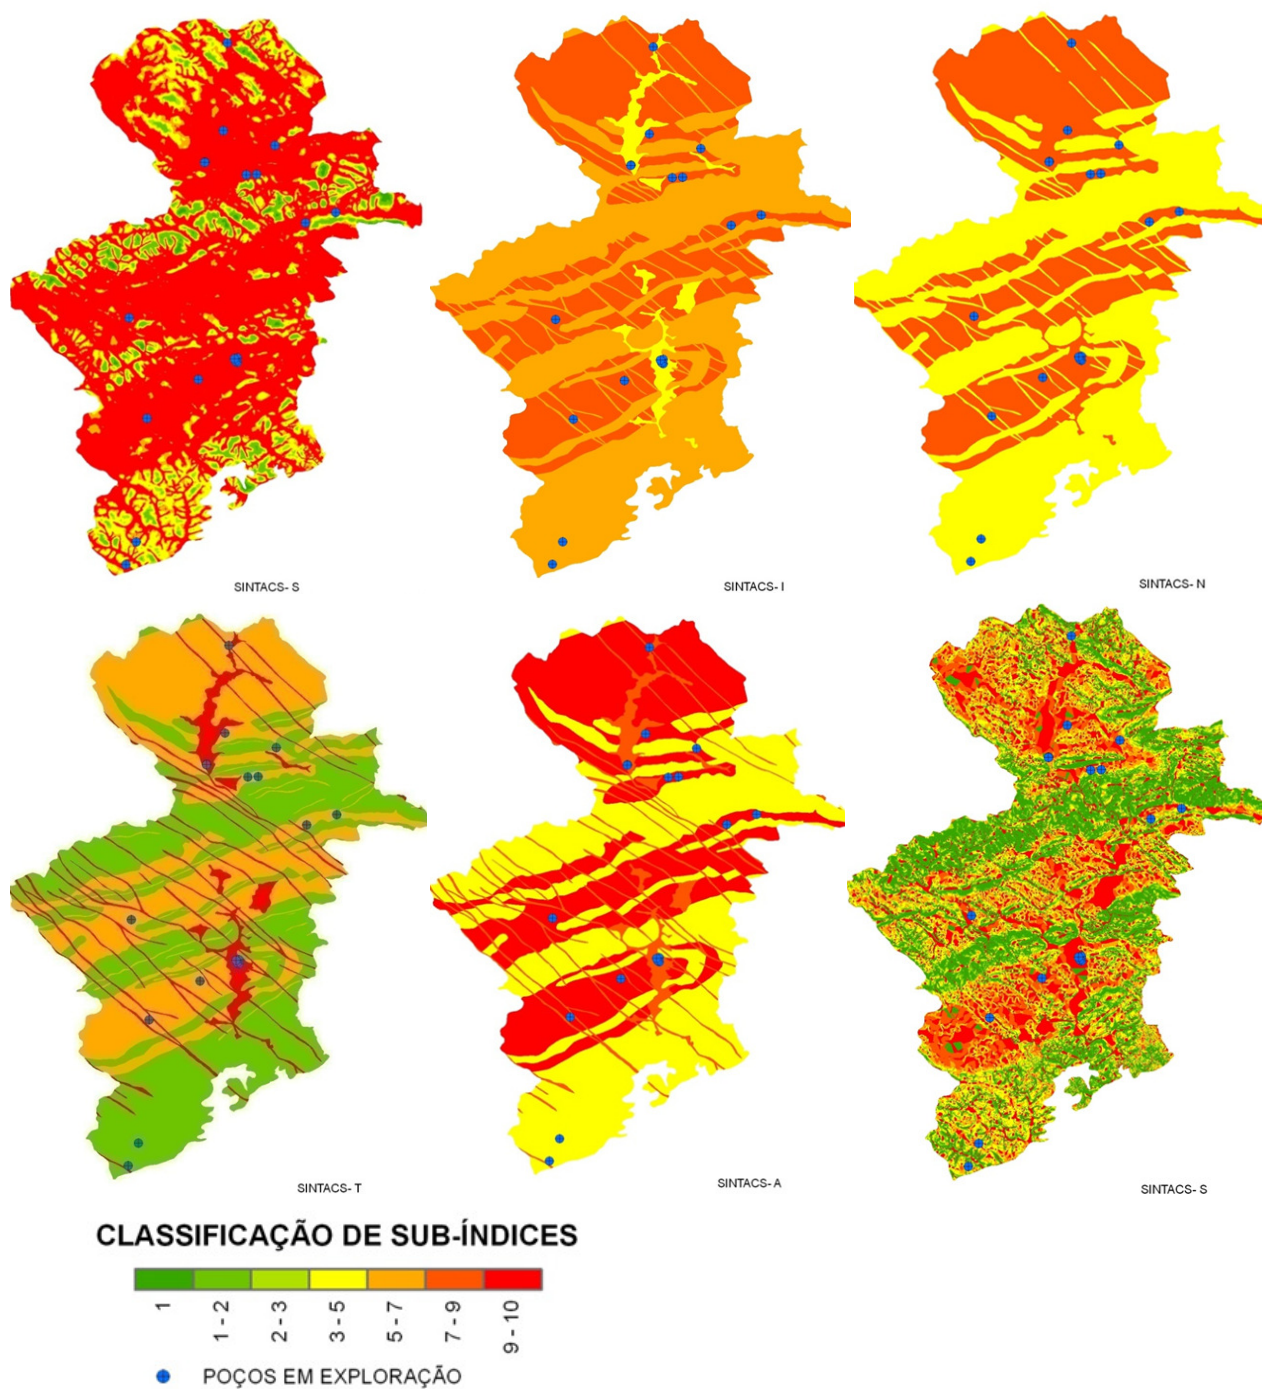 SINTACS- S
SINTACS- I
SINTACS- N
SINTACS- T
SINTACS- A
SINTACS- S
CLASSIFICAÇÃO DE SUB-ÍNDICES
1
1 - 2
2 - 3
3 - 5
5 - 7
7 - 9
9 - 10
POÇOS EM EXPLORAÇÃO